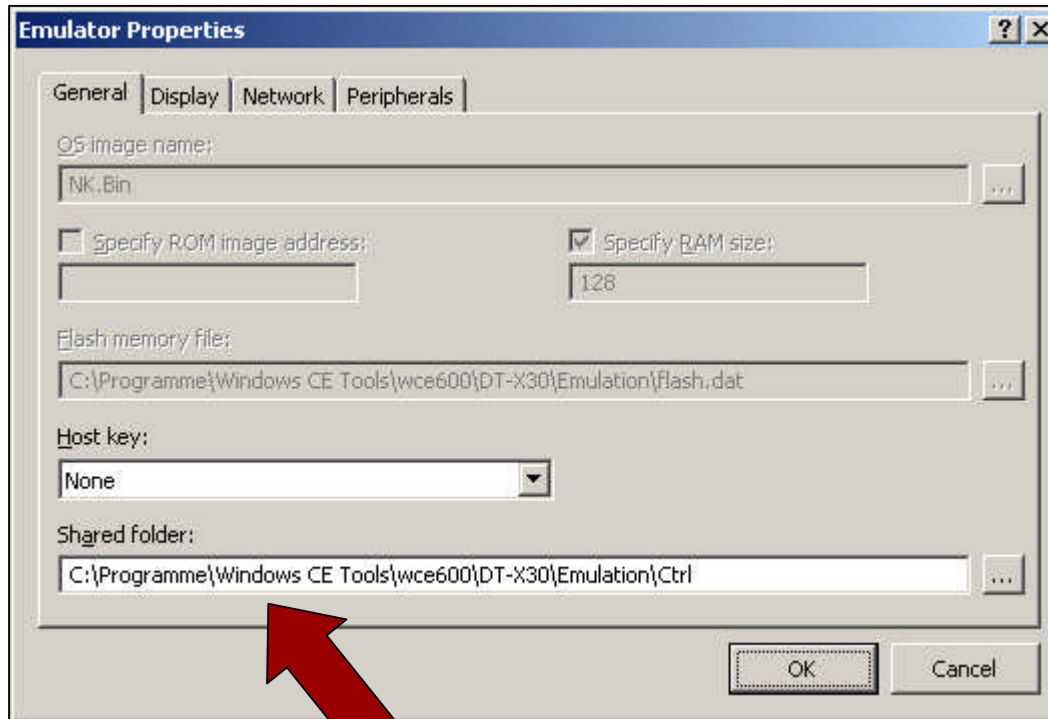 Emulator Properties
General Display Network Peripherals
OS image name:
NK.Bin ...
Specify ROM image address: Specify RAM size:
128
Flash memory file:
C:\Programme\Windows CE Tools\wce600\DT-X30\Emulation\flash.dat ...
Host key:
None
Shared folder:
C:\Programme\Windows CE Tools\wce600\DT-X30\Emulation\Ctrl ...
OK Cancel